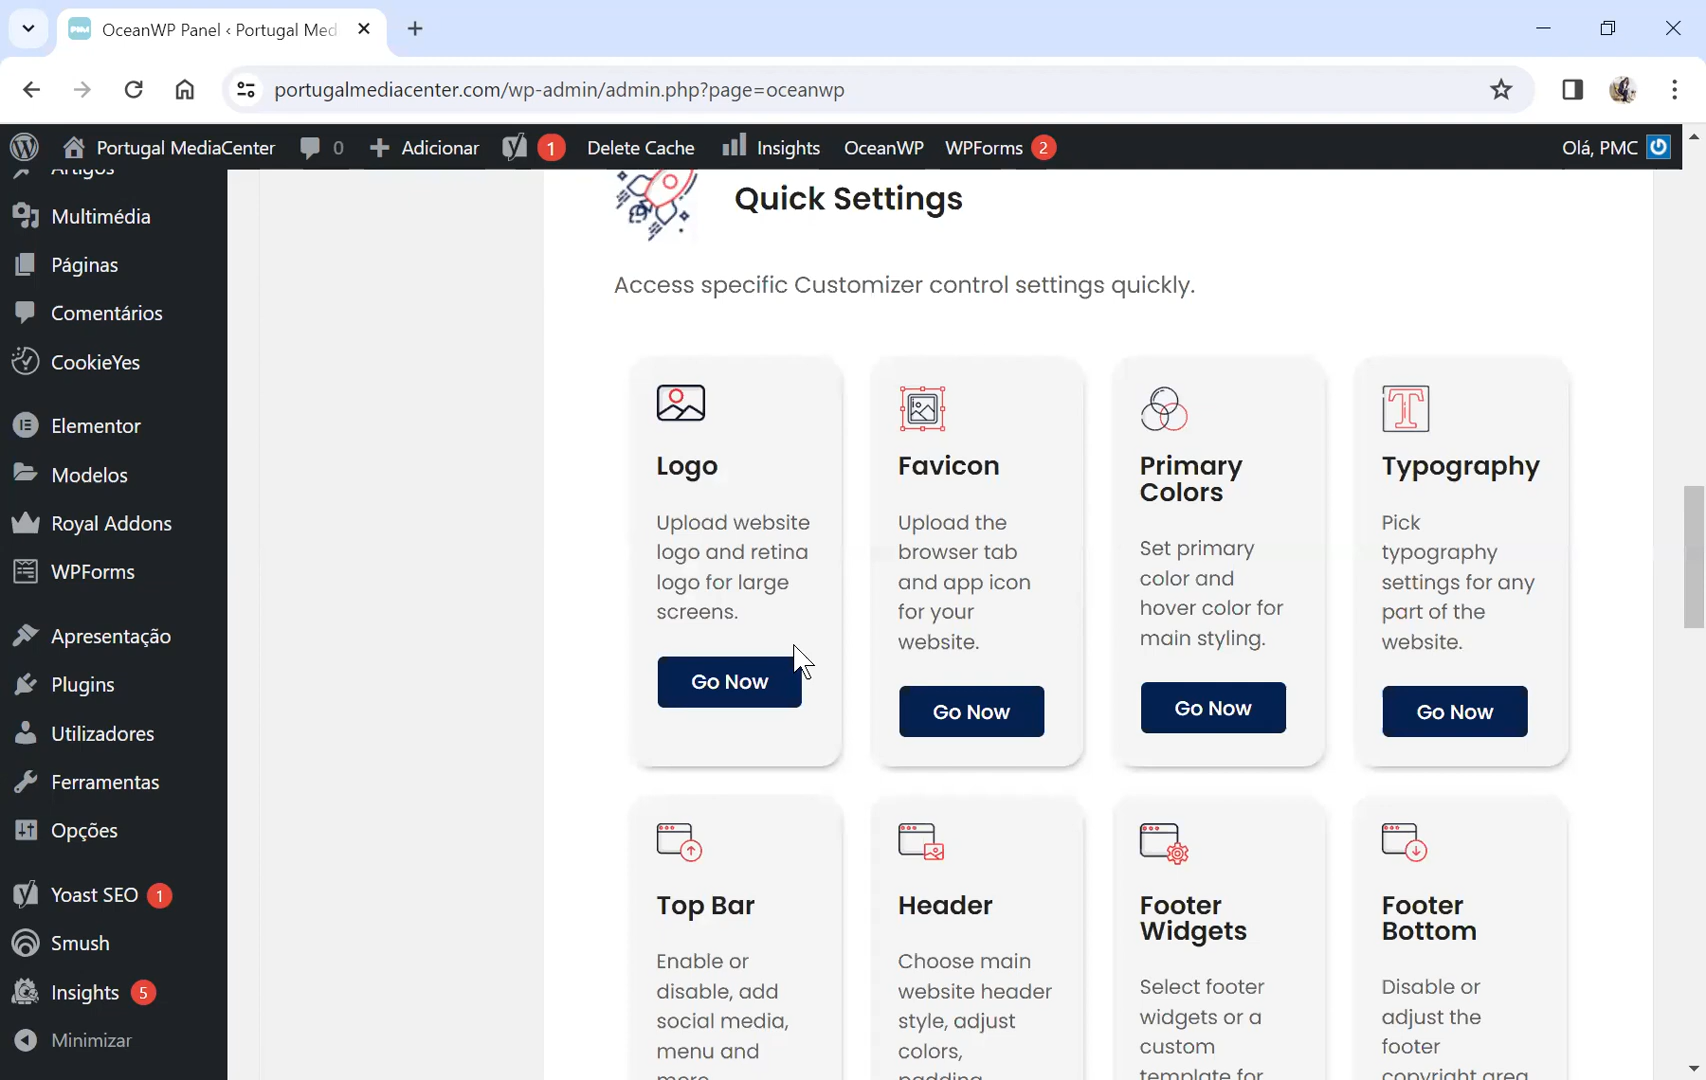 OceanWP Panel ‹ Portugal Med
portugalmediacenter.com/wp-admin/admin.php?page=oceanwp
Portugal MediaCenter
0
Adicionar
1
Delete Cache
Insights
OceanWP
WPForms
2
Olá, PMC
Artigos
Multimédia
Páginas
Comentários
CookieYes
Elementor
Modelos
Royal Addons
WPForms
Apresentação
Plugins
Utilizadores
Ferramentas
Opções
Yoast SEO
1
Smush
Insights
5
Minimizar
Quick Settings
Access specific Customizer control settings quickly.
Logo
Upload website
logo and retina
logo for large
screens.
Go Now
Favicon
Upload the
browser tab
and app icon
for your
website.
Go Now
Primary
Colors
Set primary
color and
hover color for
main styling.
Go Now
Typography
Pick
typography
settings for any
part of the
website.
Go Now
Top Bar
Enable or
disable, add
social media,
menu and
more.
Header
Choose main
website header
style, adjust
colors,
padding
Footer
Widgets
Select footer
widgets or a
custom
template for
Footer
Bottom
Disable or
adjust the
footer
copyright area